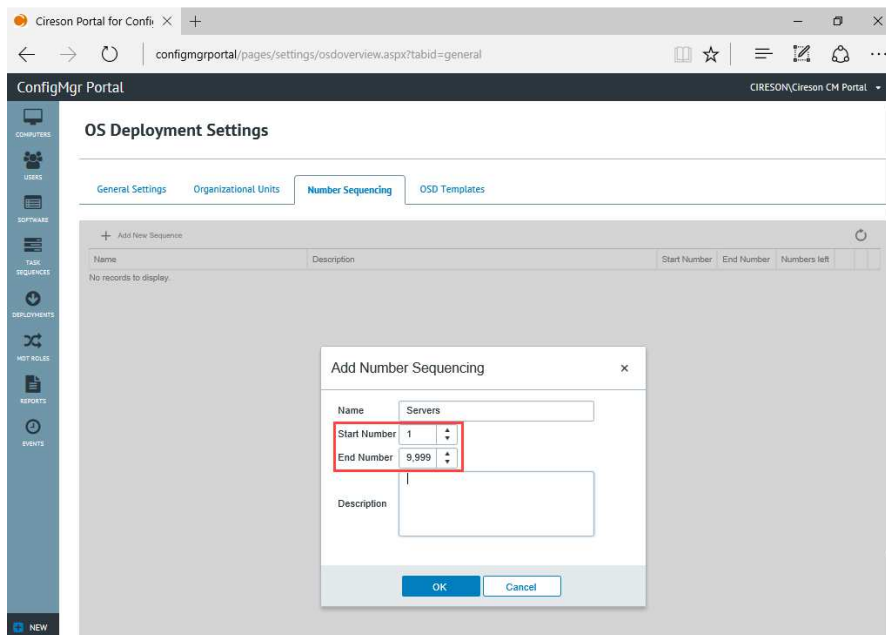 Cireson Portal for Confi
configmgrportal/pages/settings/osdoverview.aspx?tabid=general
ConfigMgr Portal
CIRESON\Cireson CM Portal
COMPUTERS
USERS
SOFTWARE
TASK
SEQUENCES
DEPLOYMENTS
MDT ROLES
REPORTS
EVENTS
NEW
OS Deployment Settings
General Settings
Organizational Units
Number Sequencing
OSD Templates
Add New Sequence
Name
Description
Start Number
End Number
Numbers left
No records to display.
Add Number Sequencing
Name
Servers
Start Number
1
End Number
9,999
Description
OK
Cancel